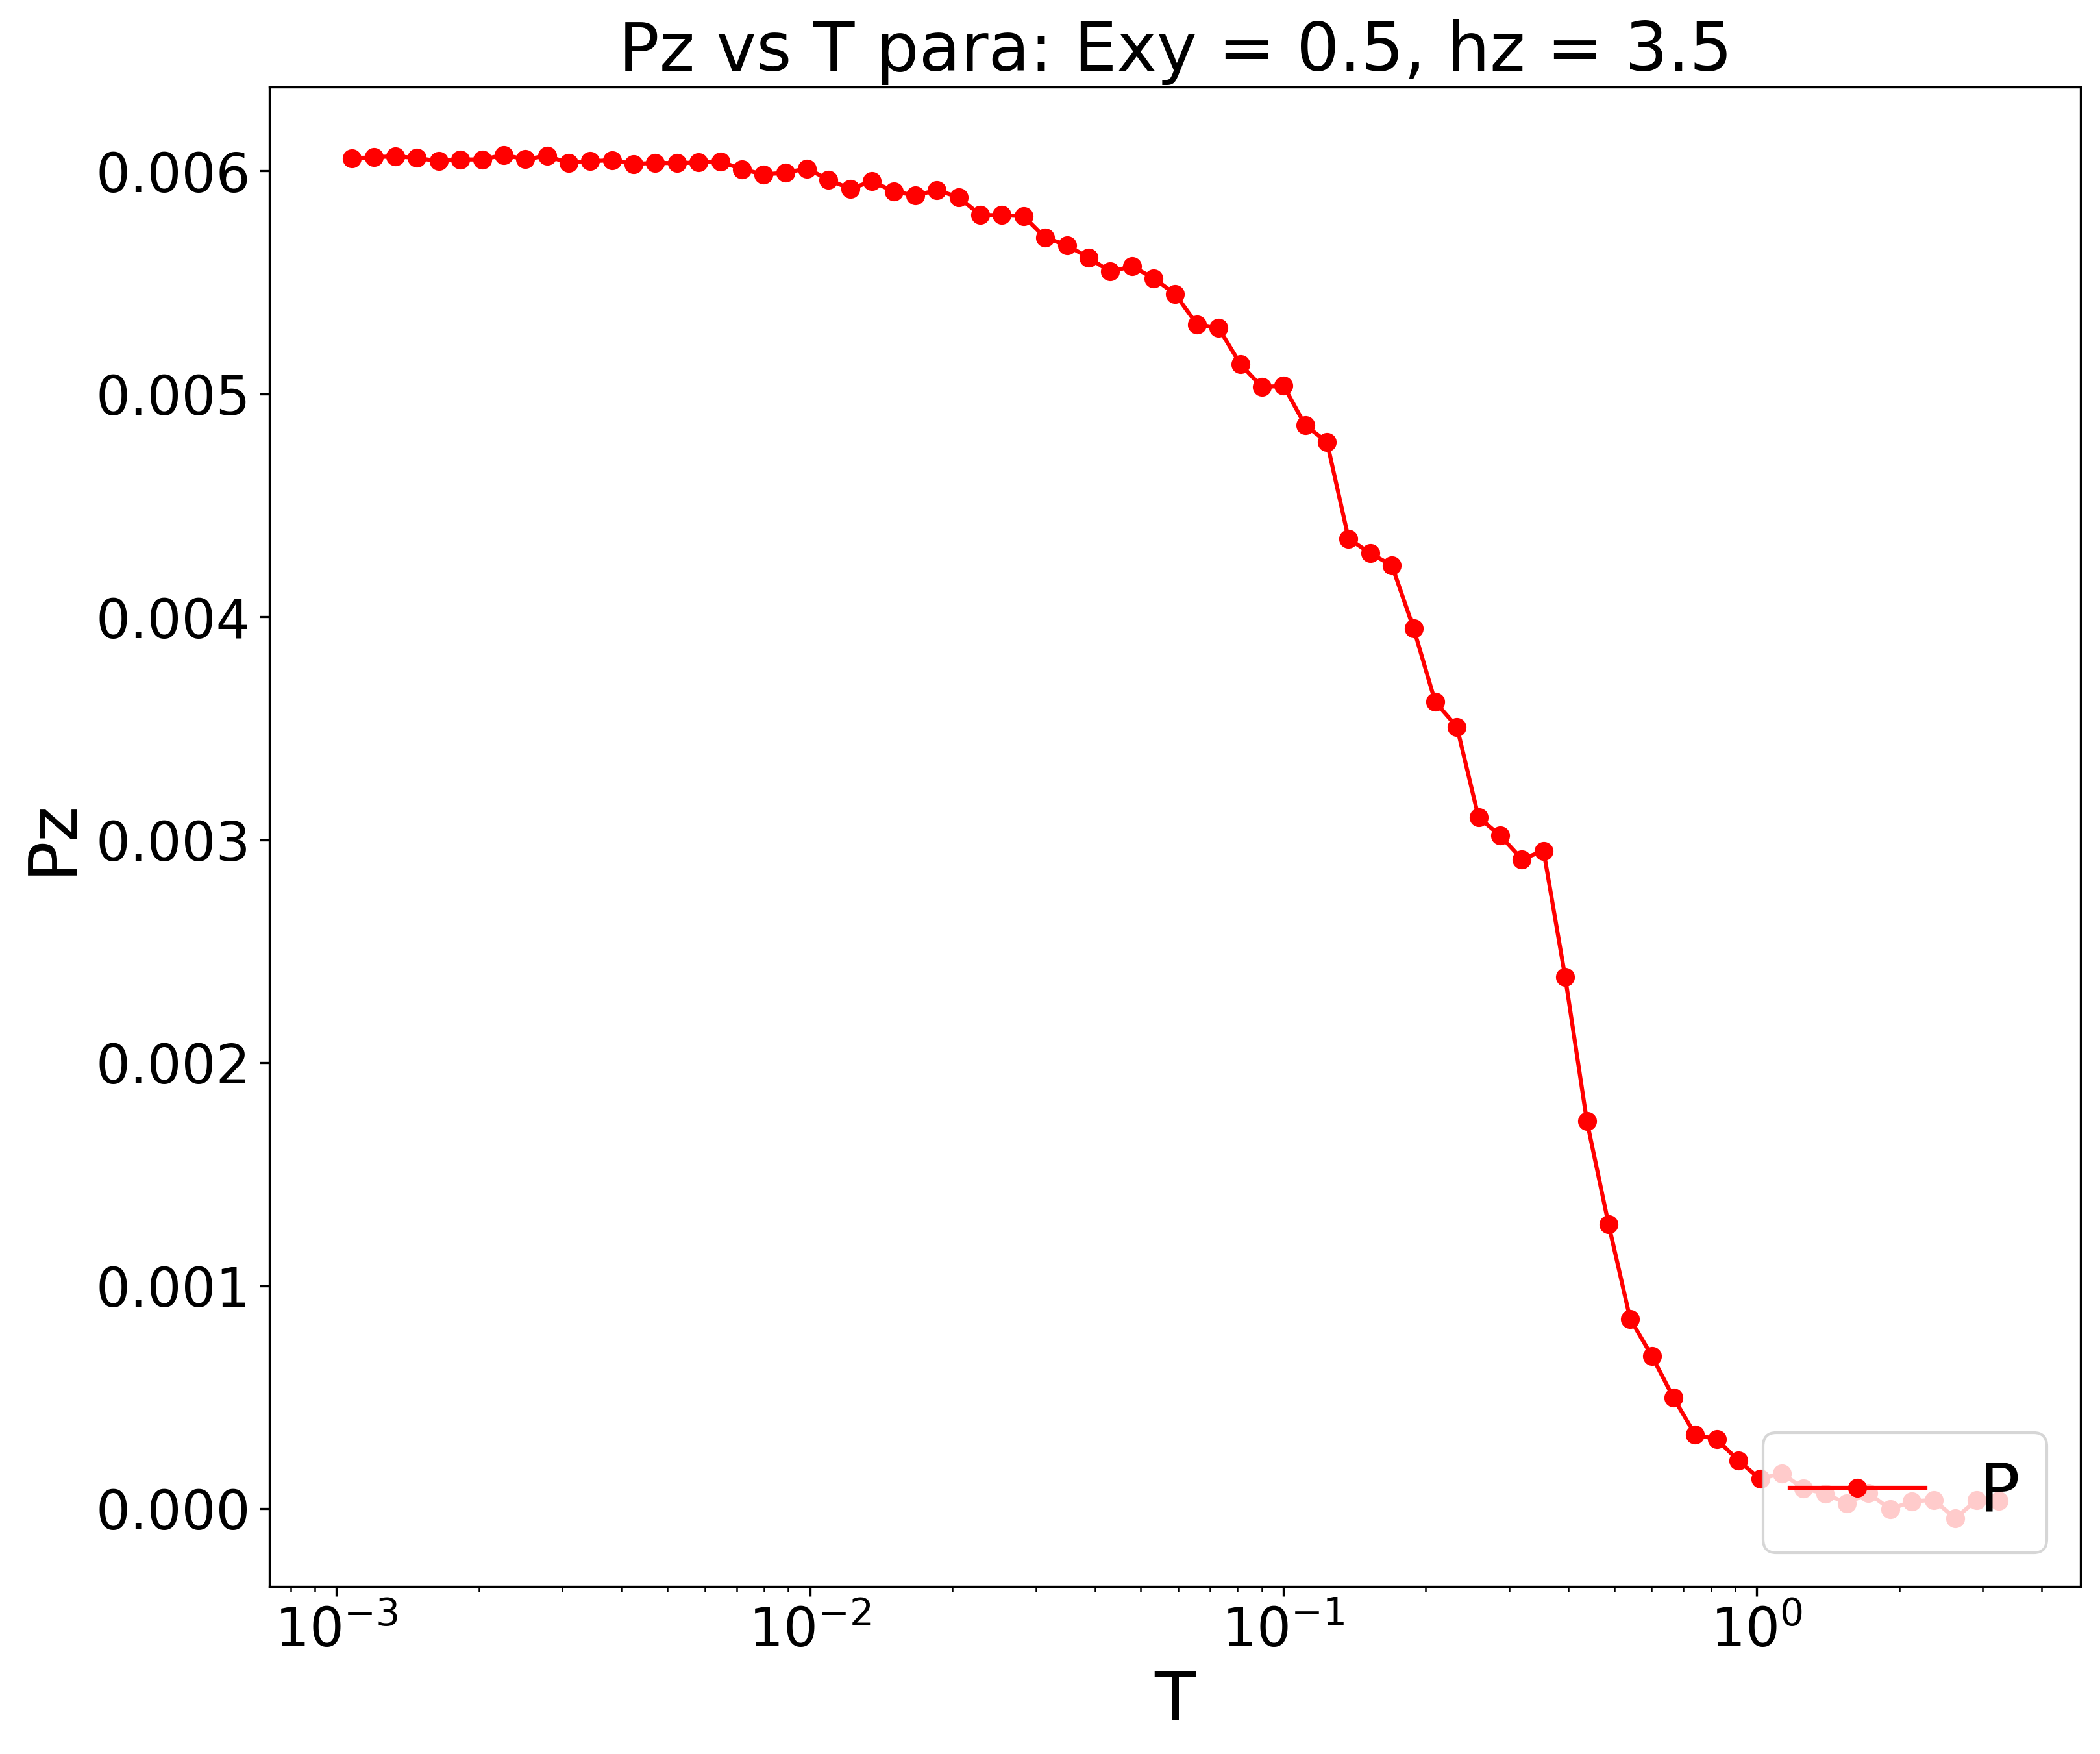 Pz vs T para: Exy = 0.5, hz = 3.5
0.006
0.005
0.004
0.003
0.002
0.001
0.000
Pz
P
10⁻³ 10⁻² 10⁻¹ 10⁰
T